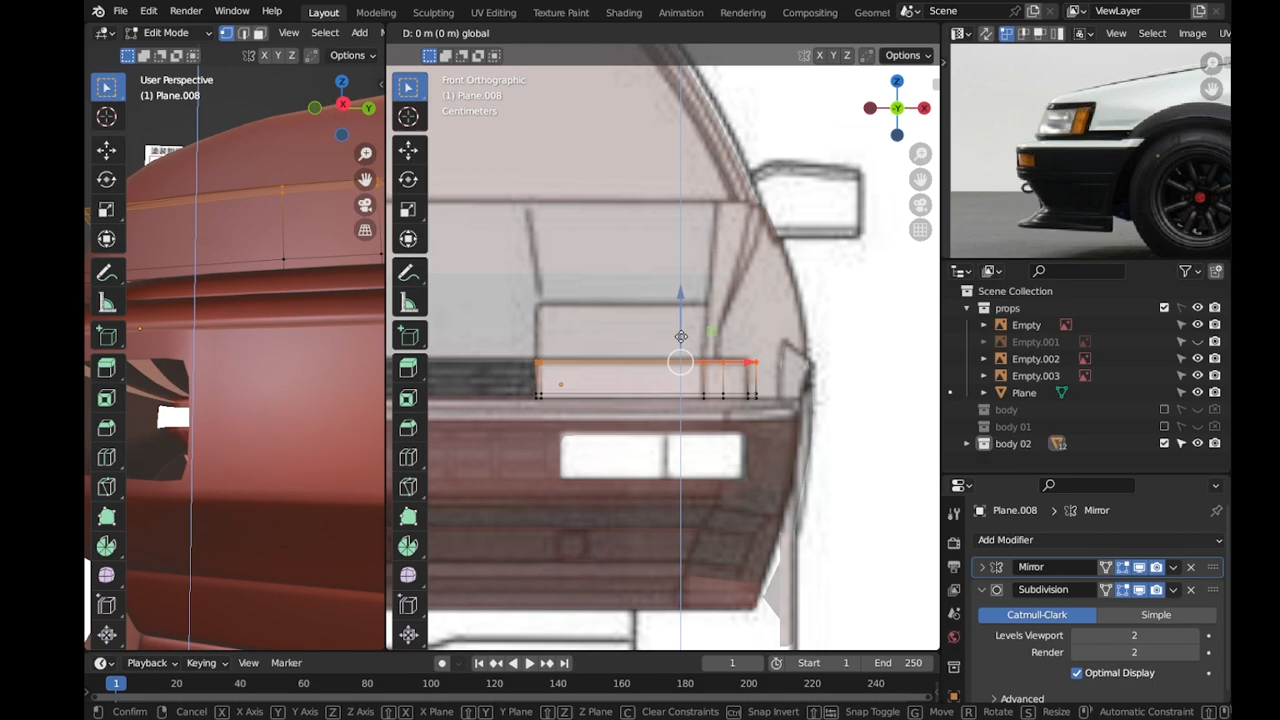 File Edit Render Window Help Layout Modeling Sculpting UV Editing Texture Paint Shading Animation Rendering Compositing Geomet Scene ViewLayer
Edit Mode View Select Add D: 0 m (0 m) global View Select Image UV
X Y Z Options X Y Z Options
User Perspective
(1) Plane.008
Z
X
Y
Front Orthographic
(1) Plane.008
Centimeters
Z
-Y
X
Scene Collection
props
Empty
Empty.001
Empty.002
Empty.003
Plane
body
body 01
body 02 12
Plane.008 > Mirror
Add Modifier
Mirror
Subdivision
Catmull-Clark Simple
Levels Viewport 2
Render 2
Optimal Display
Advanced
Playback Keying View Marker 1 Start 1 End 250
1 20 40 60 80 100 120 140 160 180 200 220 240
Confirm Cancel X X Axis Y Y Axis Z Z Axis X X Plane Y Y Plane Z Z Plane C Clear Constraints Ctrl Snap Invert Snap Toggle G Move R Rotate S Resize Automatic Constraint